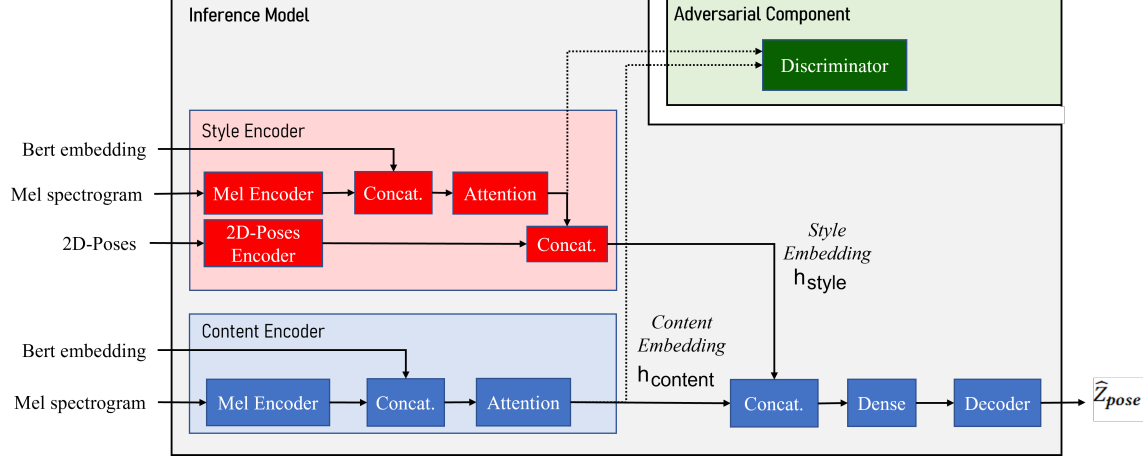 Inference Model
Adversarial Component
Discriminator
Style Encoder
Bert embedding
Mel spectrogram
Mel Encoder
Concat.
Attention
2D-Poses
2D-Poses
Encoder
Concat.
Style
Embedding
hstyle
Content Encoder
Bert embedding
Mel spectrogram
Mel Encoder
Concat.
Attention
Content
Embedding
hcontent
Concat.
Dense
Decoder
Ẑpose